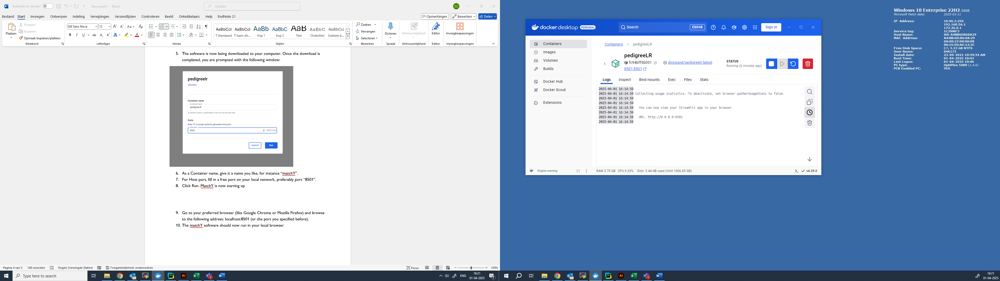 Automatisch opslaan
Document1 - Word
Zoeken
DZ
Bestand Start Invoegen Ontwerpen Indeling Verwijzingen Verzendlijsten Controleren Beeld Ontwikkelaars Help EndNote 21
Opmerkingen Bewerken Delen
Plakken
Knippen
Kopiëren
Opmaak kopiëren/plakken
Klembord
Gill Sans Nova 12
Lettertype
Alinea
AaBbCcI AaBbCcI AaBb AaBbC AaB AaBbC AaBbCcI
¶ Standaard ¶ Geen afs... Kop 1 Kop 2 Titel Ondertitel Subtiele b...
Stijlen
Zoeken
Vervangen
Selecteren
Bewerken
Dicteren
Spraak
Vertrouwelijkheid
Vertrouwelijkheid
Editor
Editor
Invoegtoepassingen
Invoegtoepassingen
5. The software is now being downloaded to your computer. Once the download is
completed, you are prompted with the following window:
pedigreelr
pedigreelr
Container name
Container name
pedigreeLR
A random name is generated if you do not provide one.
Ports
Enter "0" to assign randomly generated host ports.
Host port
8501
:8501/tcp
Cancel Run
6. As a Container name, give it a name you like, for instance “matchY”.
7. For Host port, fill in a free port on your local network, preferably port “8501”.
8. Click Run. MatchY is now starting up
9. Go to your preferred browser (like Google Chrome or Mozilla Firefox) and browse
to the following address: localhost:8501 (or the port you specified before).
10. The matchY software should now run in your local browser
Pagina 4 van 5 188 woorden Engels (Verenigde Staten) Toegankelijkheid: onderzoeken
Focus 100%
Type here to search
ENG 16:21
01-04-2025
docker.desktop PERSONAL
Search Ctrl+K
Sign in
Containers
Images
Volumes
Builds
Docker Hub
Docker Scout
Extensions
Containers / pedigreeLR
pedigreeLR
fc94bff5b001 dionzand/pedigreelr:latest
8501:8501
STATUS
Running (6 minutes ago)
Logs Inspect Bind mounts Exec Files Stats
2025-04-01 16:14:59
2025-04-01 16:14:59 Collecting usage statistics. To deactivate, set browser.gatherUsageStats to false.
2025-04-01 16:14:59
2025-04-01 16:14:59
2025-04-01 16:14:59 You can now view your Streamlit app in your browser.
2025-04-01 16:14:59
2025-04-01 16:14:59 URL: http://0.0.0.0:8501
2025-04-01 16:14:59
Engine running
RAM 3.70 GB CPU 0.33% Disk: 3.44 GB used (limit 1006.85 GB)
v4.39.0
Windows 10 Enterprise 22H2.5608
Microsoft Patch date: 2025-03-11
IP Address: 10.96.3.250
192.168.56.1
172.26.0.1
Service tag: 1C2WKF3
Host Name: WX-A4BB6D860A29
MAC Address: A4:BB:6D:86:0A:29
0A:00:27:00:00:08
00:15:5D:AE:12:3C
Free Disk Space: C:\ 3.33 GB NTFS
User Name: 046172
Install date: 23-09-2021 10:39:34 AM
Boot Time: 01-04-2025 10:43
Last Logon: 01-04-2025 10:46
PC type: OptiPlex 5080 (1.4.0)
PCB Enabled PC: YES
16:21
01-04-2025